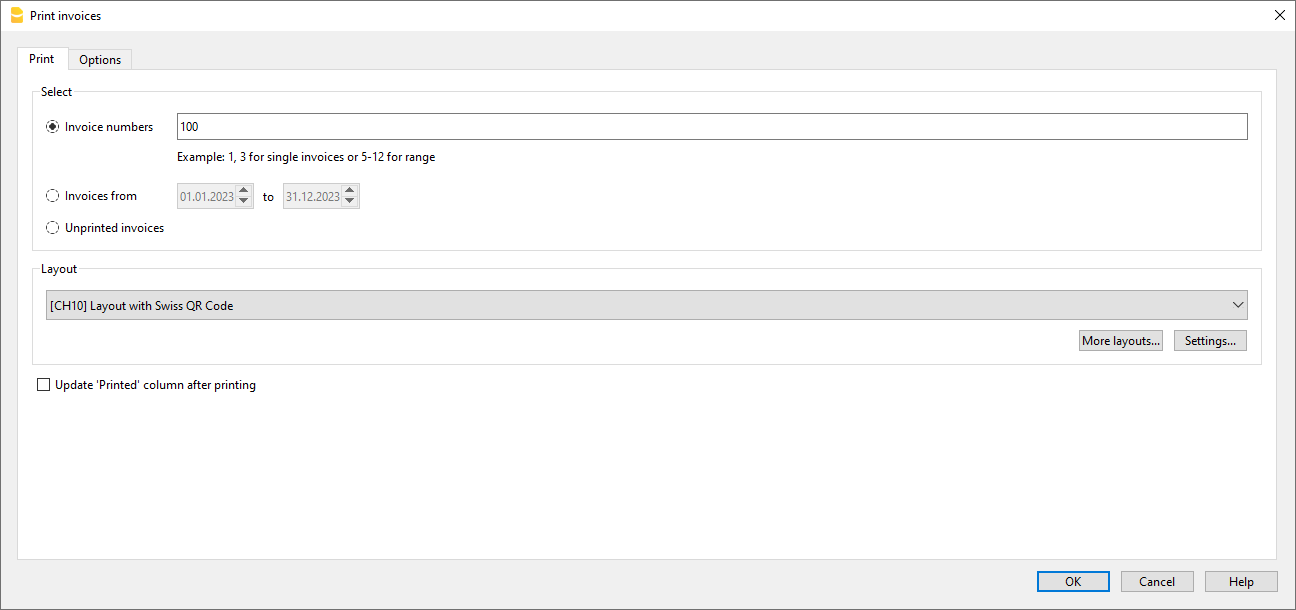 Print invoices
Print
Options
Select
Invoice numbers
100
Example: 1, 3 for single invoices or 5-12 for range
Invoices from
01.01.2023
to
31.12.2023
Unprinted invoices
Layout
[CH10] Layout with Swiss QR Code
More layouts...
Settings...
Update 'Printed' column after printing
OK
Cancel
Help